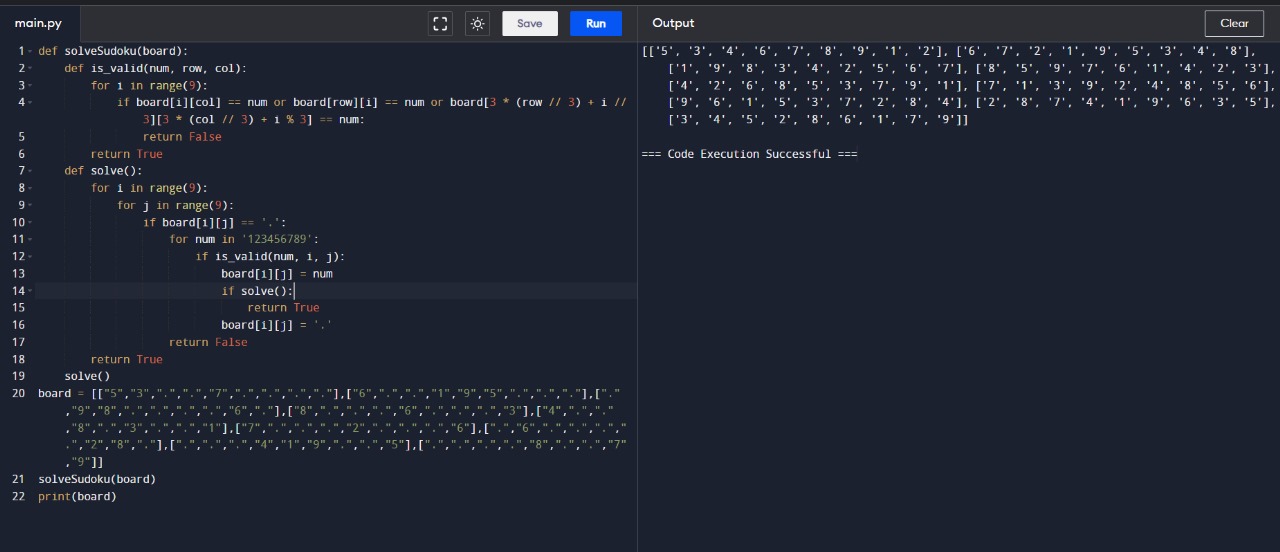 main.py
Save
Run
Output
Clear
1 def solveSudoku(board):
2 def is_valid(num, row, col):
3 for i in range(9):
4 if board[i][col] == num or board[row][i] == num or board[3 * (row // 3) + i //
3][3 * (col // 3) + i % 3] == num:
5 return False
6 return True
7 def solve():
8 for i in range(9):
9 for j in range(9):
10 if board[i][j] == '.':
11 for num in '123456789':
12 if is_valid(num, i, j):
13 board[i][j] = num
14 if solve():
15 return True
16 board[i][j] = '.'
17 return False
18 return True
19 solve()
20 board = [["5","3",".",".","7",".",".",".","."],["6",".",".","1","9","5",".",".","."],["."
,"9","8",".",".",".",".","6","."],["8",".",".",".","6",".",".",".","3"],["4",".","."
,"8",".","3",".",".","1"],["7",".",".",".","2",".",".",".","6"],[".","6",".",".",".","
.","2","8","."],[".",".",".","4","1","9",".",".","5"],[".",".",".",".","8",".",".","7"
,"9"]]
21 solveSudoku(board)
22 print(board)
[['5', '3', '4', '6', '7', '8', '9', '1', '2'], ['6', '7', '2', '1', '9', '5', '3', '4', '8'],
['1', '9', '8', '3', '4', '2', '5', '6', '7'], ['8', '5', '9', '7', '6', '1', '4', '2', '3'],
['4', '2', '6', '8', '5', '3', '7', '9', '1'], ['7', '1', '3', '9', '2', '4', '8', '5', '6'],
['9', '6', '1', '5', '3', '7', '2', '8', '4'], ['2', '8', '7', '4', '1', '9', '6', '3', '5'],
['3', '4', '5', '2', '8', '6', '1', '7', '9']]
=== Code Execution Successful ===